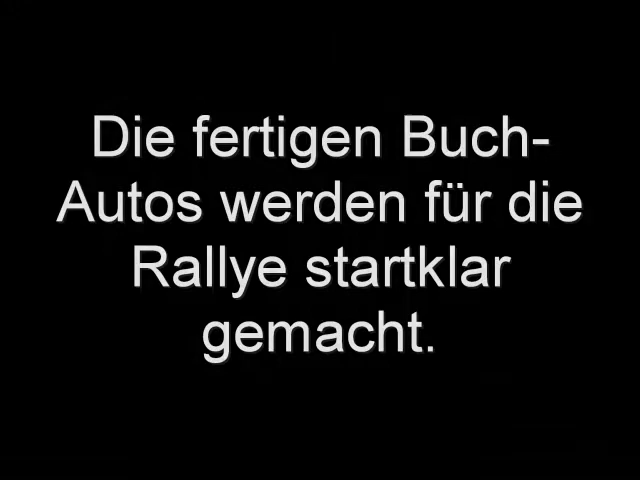 Die fertigen Buch-
Autos werden für die
Rallye startklar
gemacht.